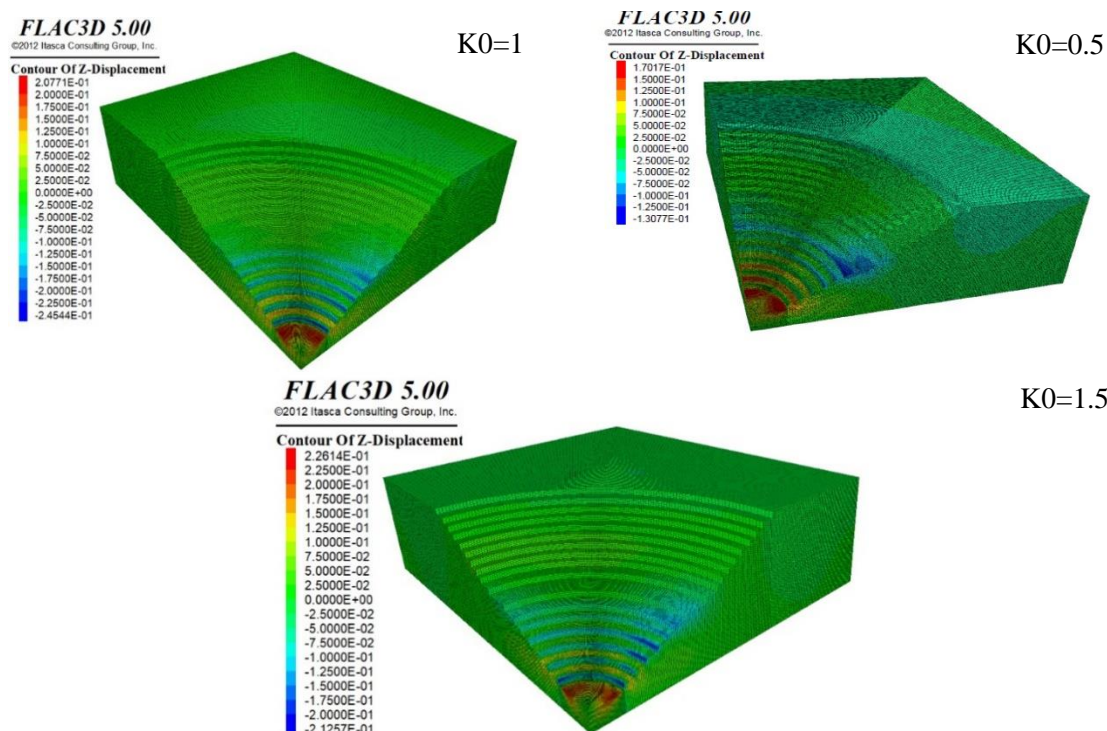 FLAC3D 5.00
©2012 Itasca Consulting Group, Inc.
K0=1
Contour Of Z-Displacement
2.0771E-01
2.0000E-01
1.7500E-01
1.5000E-01
1.2500E-01
1.0000E-01
7.5000E-02
5.0000E-02
2.5000E-02
0.0000E+00
-2.5000E-02
-5.0000E-02
-7.5000E-02
-1.0000E-01
-1.2500E-01
-1.5000E-01
-1.7500E-01
-2.0000E-01
-2.2500E-01
-2.4544E-01
FLAC3D 5.00
©2012 Itasca Consulting Group, Inc.
K0=0.5
Contour Of Z-Displacement
1.7017E-01
1.5000E-01
1.2500E-01
1.0000E-01
7.5000E-02
5.0000E-02
2.5000E-02
0.0000E+00
-2.5000E-02
-5.0000E-02
-7.5000E-02
-1.0000E-01
-1.2500E-01
-1.3077E-01
FLAC3D 5.00
©2012 Itasca Consulting Group, Inc.
K0=1.5
Contour Of Z-Displacement
2.2614E-01
2.2500E-01
2.0000E-01
1.7500E-01
1.5000E-01
1.2500E-01
1.0000E-01
7.5000E-02
5.0000E-02
2.5000E-02
0.0000E+00
-2.5000E-02
-5.0000E-02
-7.5000E-02
-1.0000E-01
-1.2500E-01
-1.5000E-01
-1.7500E-01
-2.0000E-01
-2.1257E-01